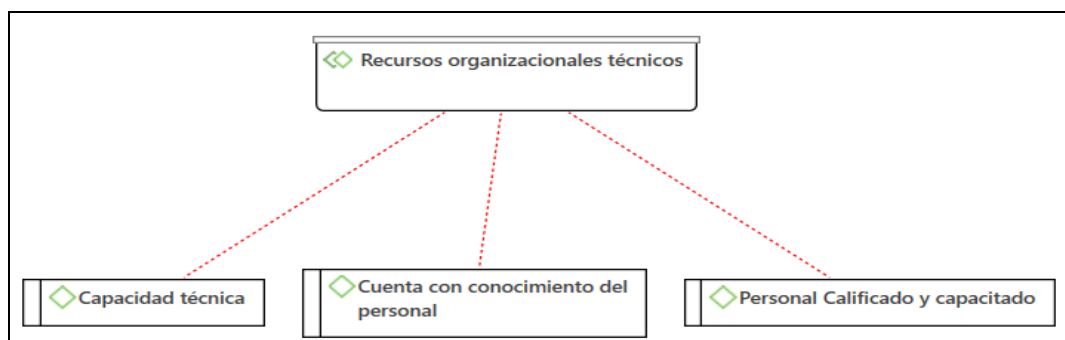 Recursos organizacionales técnicos
Capacidad técnica
Cuenta con conocimiento del
personal
Personal Calificado y capacitado